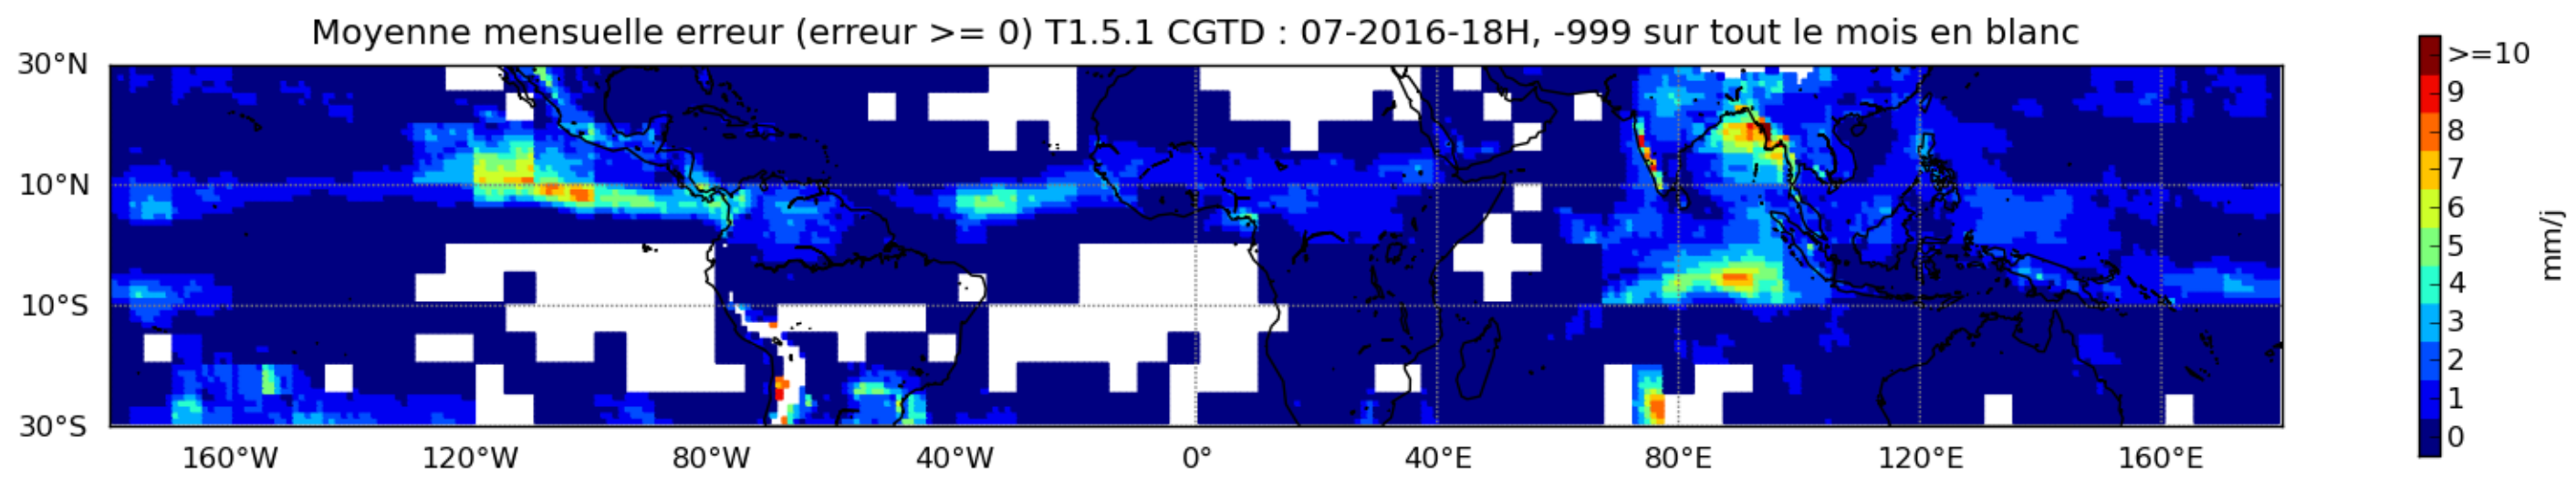 Moyenne mensuelle erreur (erreur >= 0) T1.5.1 CGTD : 07-2016-18H, -999 sur tout le mois en blanc
30°N
10°N
10°S
30°S
160°W 120°W 80°W 40°W 0° 40°E 80°E 120°E 160°E
>=10
9
8
7
6
5
4
3
2
1
0
mm/j